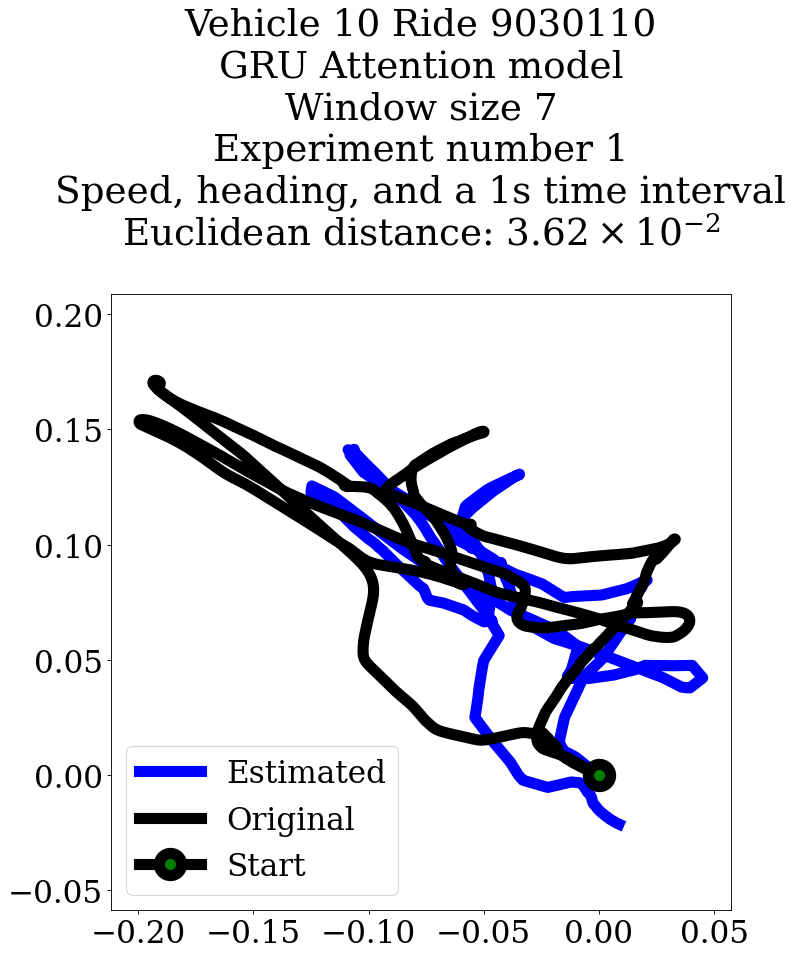 Vehicle 10 Ride 9030110
GRU Attention model
Window size 7
Experiment number 1
Speed, heading, and a 1s time interval
Euclidean distance: 3.62 × 10⁻²
0.20
0.15
0.10
0.05
0.00
−0.05
Estimated
Original
Start
−0.20 −0.15 −0.10 −0.05 0.00 0.05